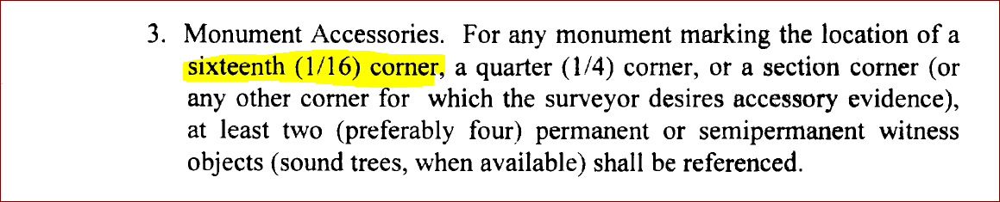 3. Monument Accessories. For any monument marking the location of a
sixteenth (1/16) corner, a quarter (1/4) corner, or a section corner (or
any other corner for which the surveyor desires accessory evidence),
at least two (preferably four) permanent or semipermanent witness
objects (sound trees, when available) shall be referenced.